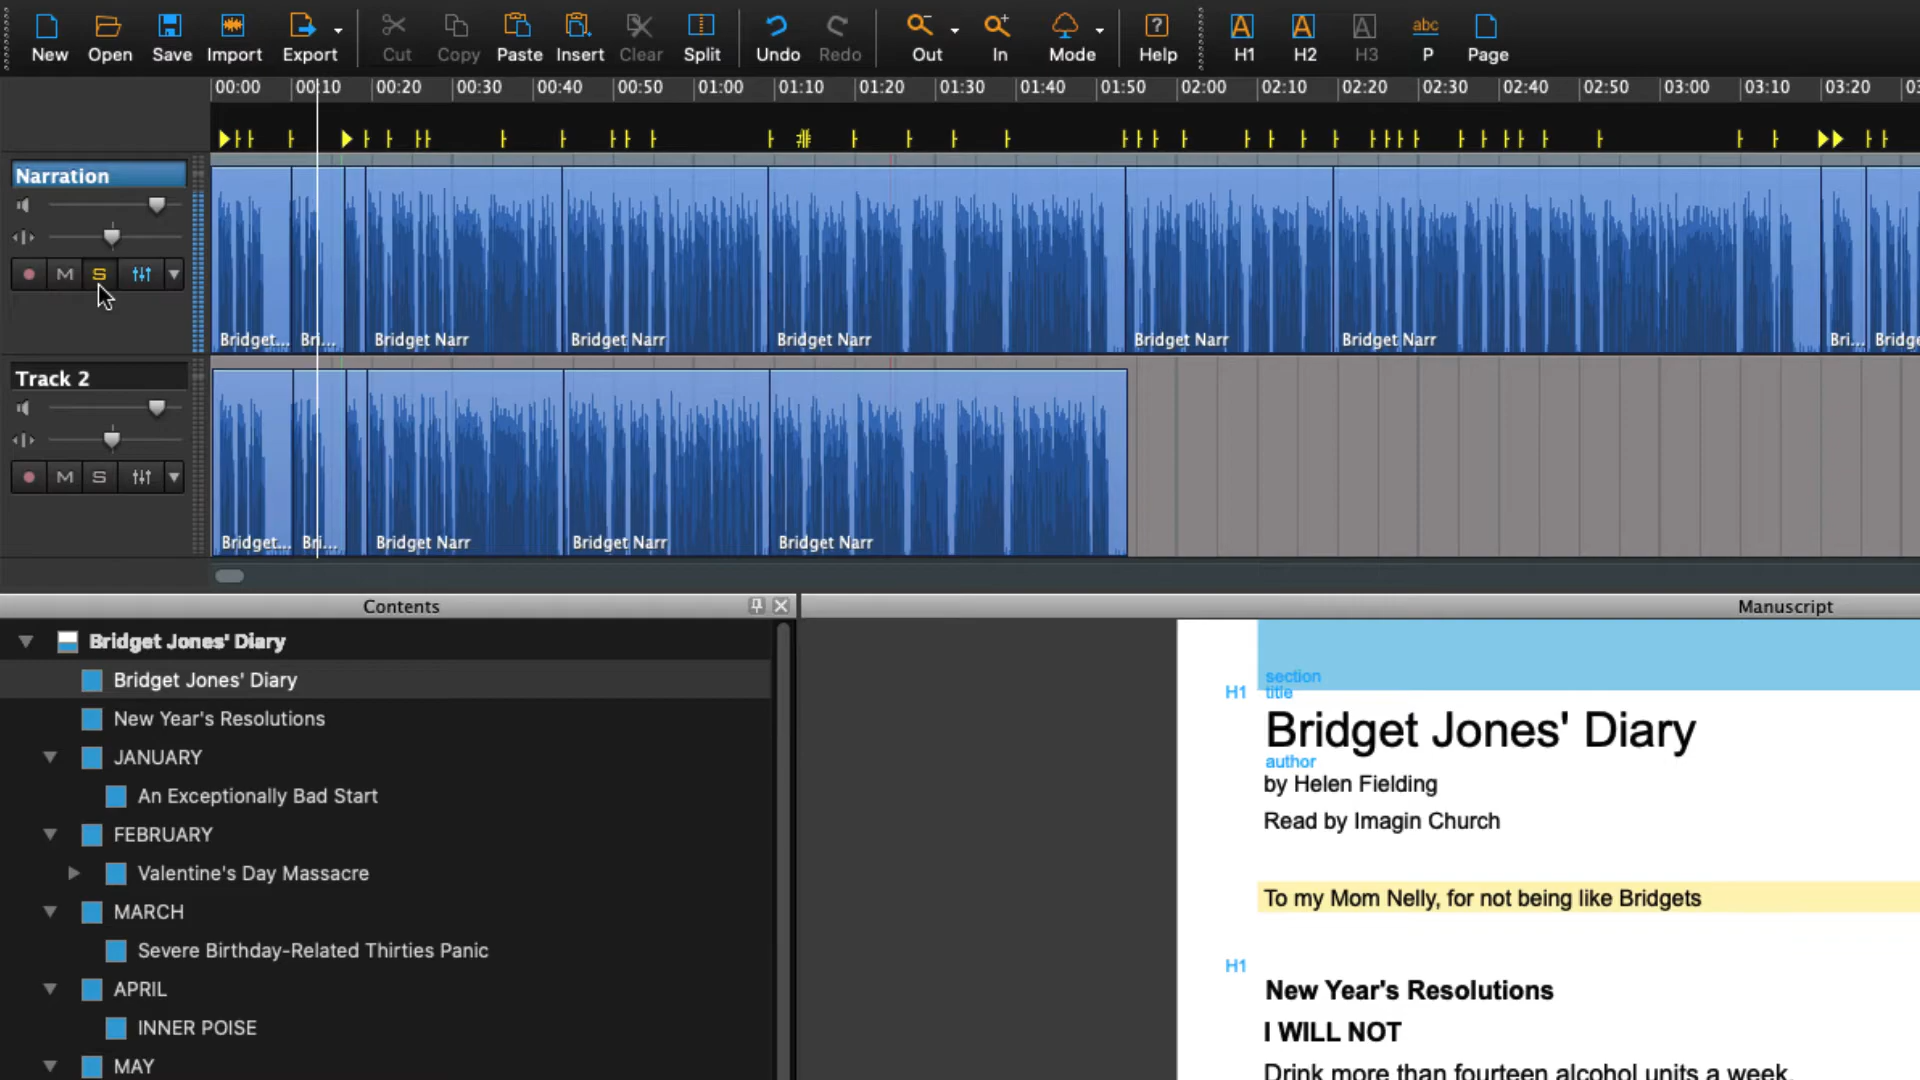 New Open Save Import Export Cut Copy Paste Insert Clear Split Undo Redo Out In Mode Help H1 H2 H3 abc P Page
00:00 00:10 00:20 00:30 00:40 00:50 01:00 01:10 01:20 01:30 01:40 01:50 02:00 02:10 02:20 02:30 02:40 02:50 03:00 03:10 03:20
Narration
M S
Bridget... Bri... Bridget Narr Bridget Narr Bridget Narr Bridget Narr Bridget Narr Bri... Bridge
Track 2
M S
Bridget... Bri... Bridget Narr Bridget Narr Bridget Narr
Contents
Bridget Jones' Diary
Bridget Jones' Diary
New Year's Resolutions
JANUARY
An Exceptionally Bad Start
FEBRUARY
Valentine's Day Massacre
MARCH
Severe Birthday-Related Thirties Panic
APRIL
INNER POISE
MAY
Manuscript
section
H1 title
Bridget Jones' Diary
author
by Helen Fielding
Read by Imagin Church
To my Mom Nelly, for not being like Bridgets
H1
New Year's Resolutions
I WILL NOT
Drink more than fourteen alcohol units a week.